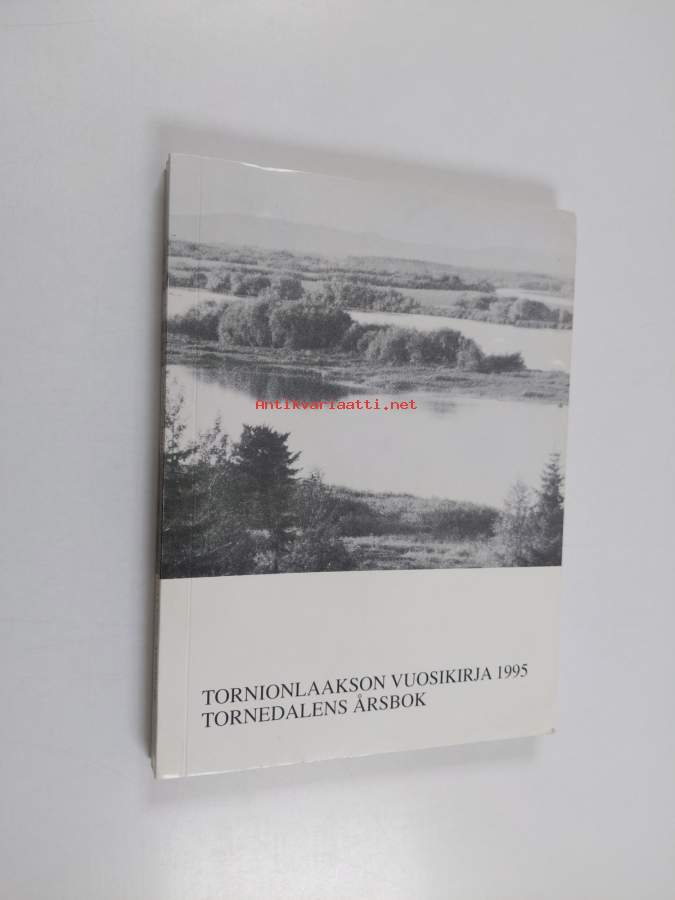 Antikvariaatti.net
TORNIONLAAKSON VUOSIKIRJA 1995
TORNEDALENS ÅRSBOK